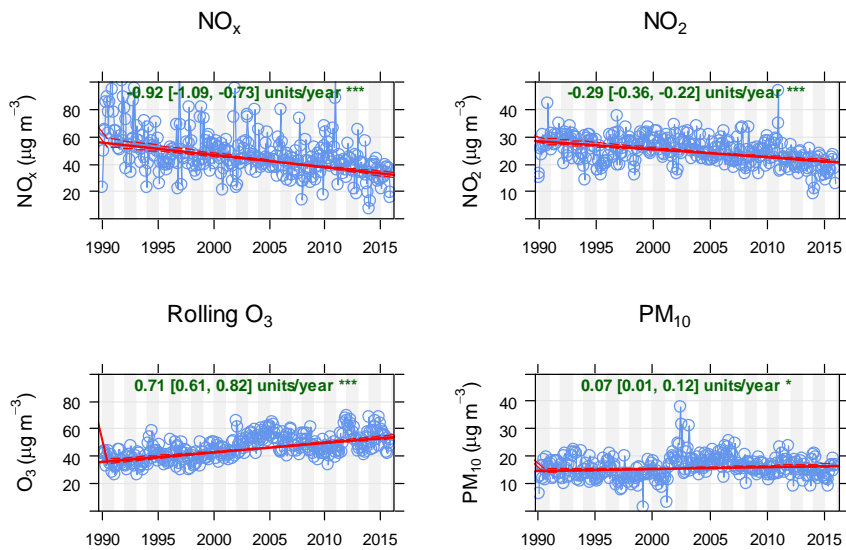 NOx
NO2
-0.92 [-1.09, -0.73] units/year ***
-0.29 [-0.36, -0.22] units/year ***
NOx (µg m−3)
80
60
40
20
NO2 (µg m−3)
40
30
20
10
1990 1995 2000 2005 2010 2015
1990 1995 2000 2005 2010 2015
Rolling O3
PM10
0.71 [0.61, 0.82] units/year ***
0.07 [0.01, 0.12] units/year *
O3 (µg m−3)
80
60
40
20
PM10 (µg m−3)
40
30
20
10
1990 1995 2000 2005 2010 2015
1990 1995 2000 2005 2010 2015